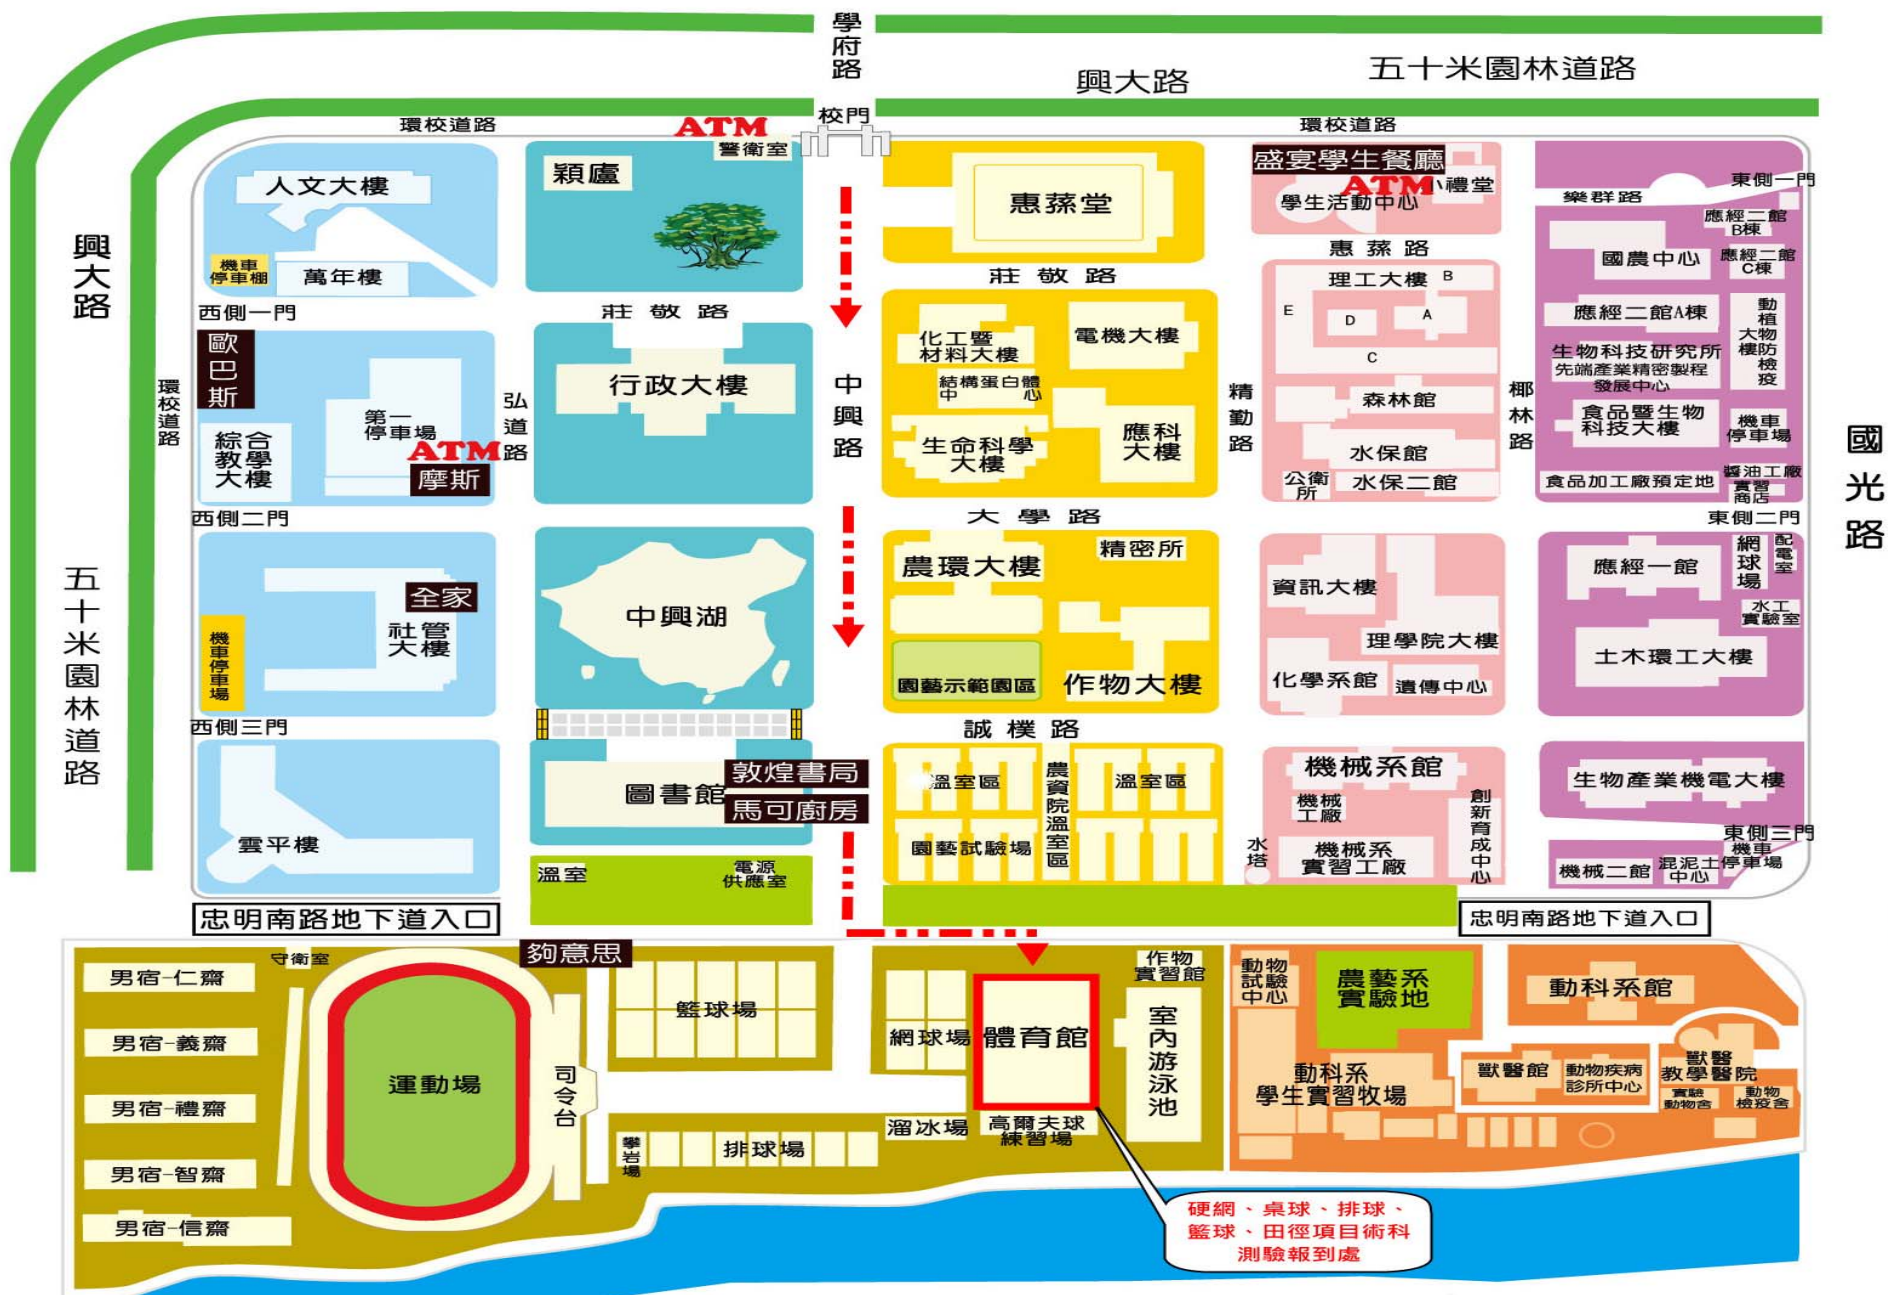 學府路
興大路
五十米園林道路
校門
環校道路
ATM
警衛室
環校道路
人文大樓
機車
停車棚
萬年樓
穎廬
惠蓀堂
盛宴學生餐廳
ATM
小禮堂
學生活動中心
樂群路
東側一門
應經二館
B棟
國農中心
應經二館
C棟
興大路
西側一門
莊敬路
莊敬路
惠蓀路
理工大樓
A
B
C
D
E
應經二館A棟
動植物防檢疫
大樓
歐巴斯
環校道路
第一
停車場
ATM
摩斯
綜合
教學
大樓
弘道路
行政大樓
中興路
化工暨
材料大樓
電機大樓
結構蛋白體
中心
生命科學
大樓
應科
大樓
精勤路
森林館
水保館
公衛所
水保二館
椰林路
生物科技研究所
先端產業精密製程
發展中心
食品暨生物
科技大樓
機車
停車場
食品加工廠預定地
醬油工廠
實習
商店
國光路
西側二門
大學路
東側二門
五十米園林道路
全家
社管
大樓
機車停車場
中興湖
農環大樓
精密所
園藝示範園區
作物大樓
資訊大樓
理學院大樓
化學系館
遺傳中心
應經一館
網球場
配電室
水工
實驗室
土木環工大樓
西側三門
誠樸路
雲平樓
圖書館
敦煌書局
馬可廚房
溫室區
農資院溫室區
溫室區
園藝試驗場
機械系館
機械
工廠
創新育成中心
水塔
機械系
實習工廠
生物產業機電大樓
東側三門
機車
停車場
機械二館
混泥土
中心
溫室
電源
供應室
忠明南路地下道入口
忠明南路地下道入口
守衛室
夠意思
男宿-仁齋
男宿-義齋
男宿-禮齋
男宿-智齋
男宿-信齋
運動場
司令台
籃球場
攀岩場
排球場
網球場
體育館
溜冰場
高爾夫球
練習場
作物
實習館
室內游泳池
動物
試驗
中心
農藝系
實驗地
動科系館
動科系
學生實習牧場
獸醫館
動物疾病
診所中心
獸醫
教學醫院
實驗
動物舍
動物
檢疫舍
硬網、桌球、排球、
籃球、田徑項目術科
測驗報到處